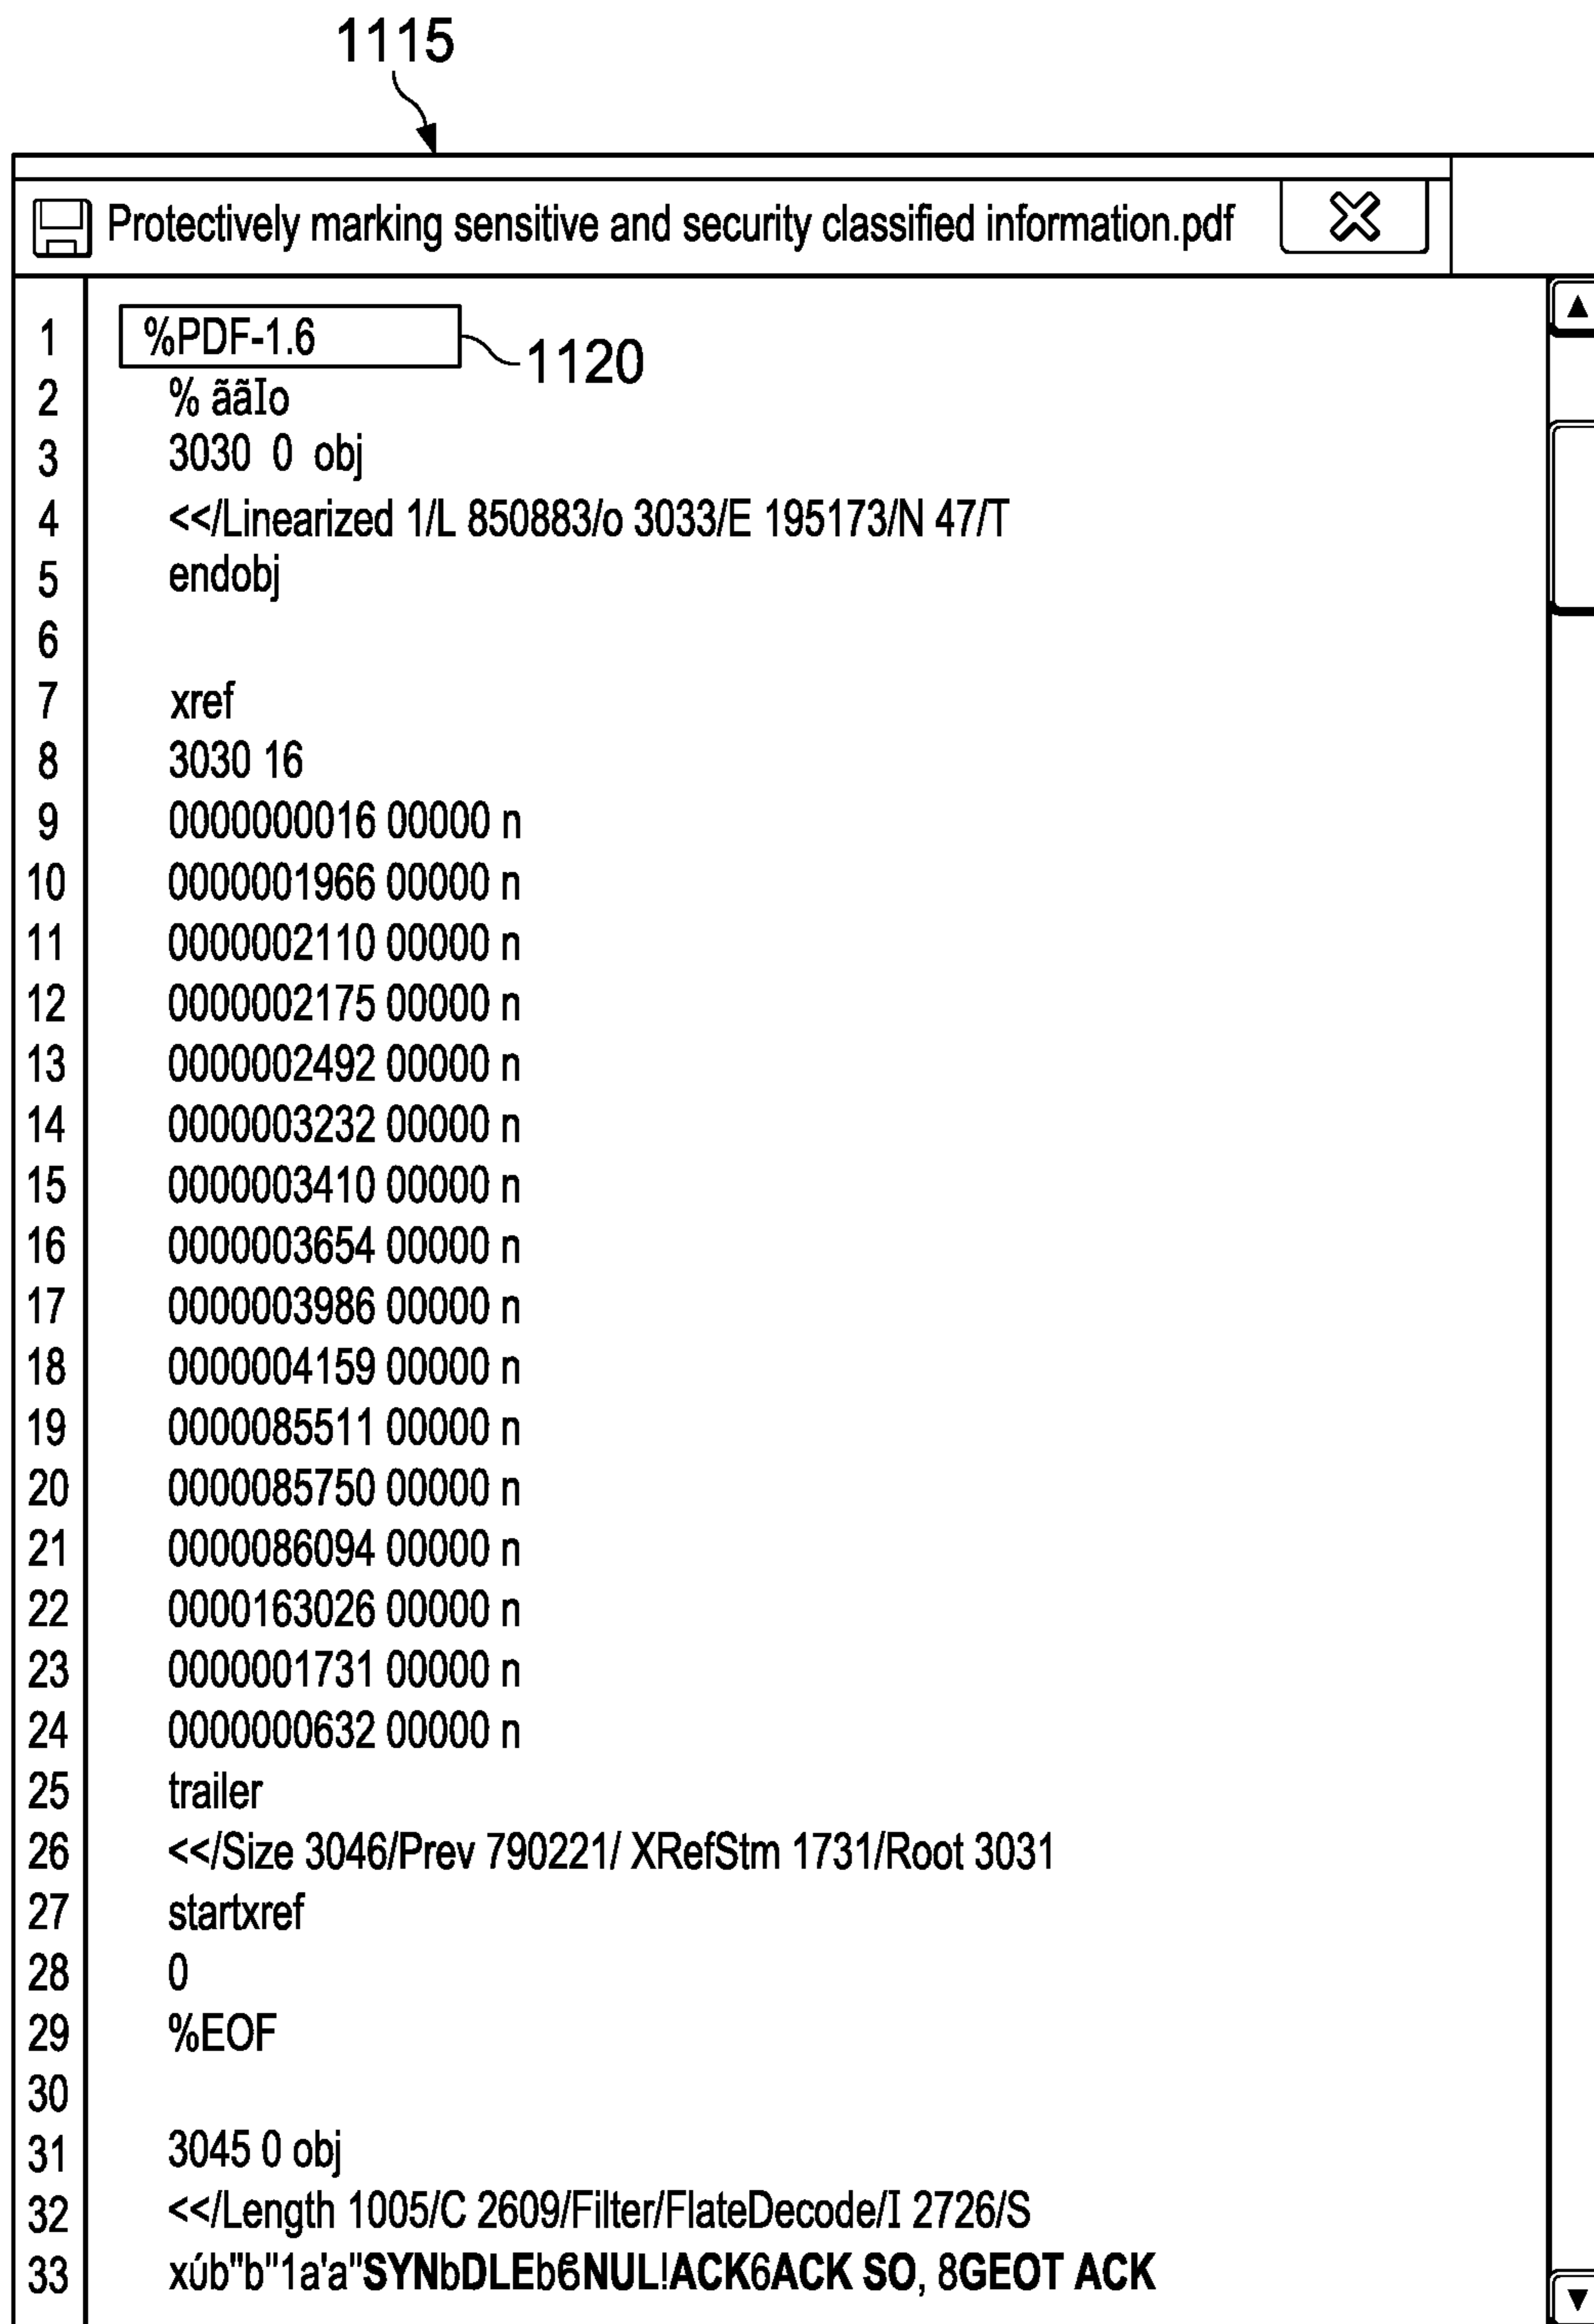 1115
Protectively marking sensitive and security classified information.pdf
1 %PDF-1.6 1120
2 % ããIo
3 3030 0 obj
4 <</Linearized 1/L 850883/o 3033/E 195173/N 47/T
5 endobj
6
7 xref
8 3030 16
9 0000000016 00000 n
10 0000001966 00000 n
11 0000002110 00000 n
12 0000002175 00000 n
13 0000002492 00000 n
14 0000003232 00000 n
15 0000003410 00000 n
16 0000003654 00000 n
17 0000003986 00000 n
18 0000004159 00000 n
19 0000085511 00000 n
20 0000085750 00000 n
21 0000086094 00000 n
22 0000163026 00000 n
23 0000001731 00000 n
24 0000000632 00000 n
25 trailer
26 <</Size 3046/Prev 790221/ XRefStm 1731/Root 3031
27 startxref
28 0
29 %EOF
30
31 3045 0 obj
32 <</Length 1005/C 2609/Filter/FlateDecode/I 2726/S
33 xúb"b"1a'a"SYNbDLEb6NUL!ACK6ACK SO, 8GEOT ACK